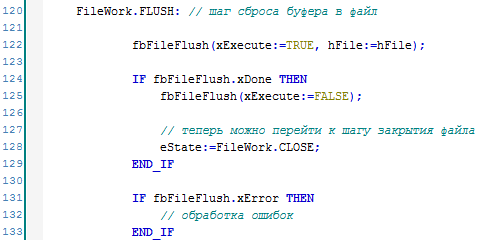 120 FileWork.FLUSH: // шаг сброса буфера в файл
121
122 fbFileFlush(xExecute:=TRUE, hFile:=hFile);
123
124 IF fbFileFlush.xDone THEN
125 fbFileFlush(xExecute:=FALSE);
126
127 // теперь можно перейти к шагу закрытия файла
128 eState:=FileWork.CLOSE;
129 END_IF
130
131 IF fbFileFlush.xError THEN
132 // обработка ошибок
133 END_IF